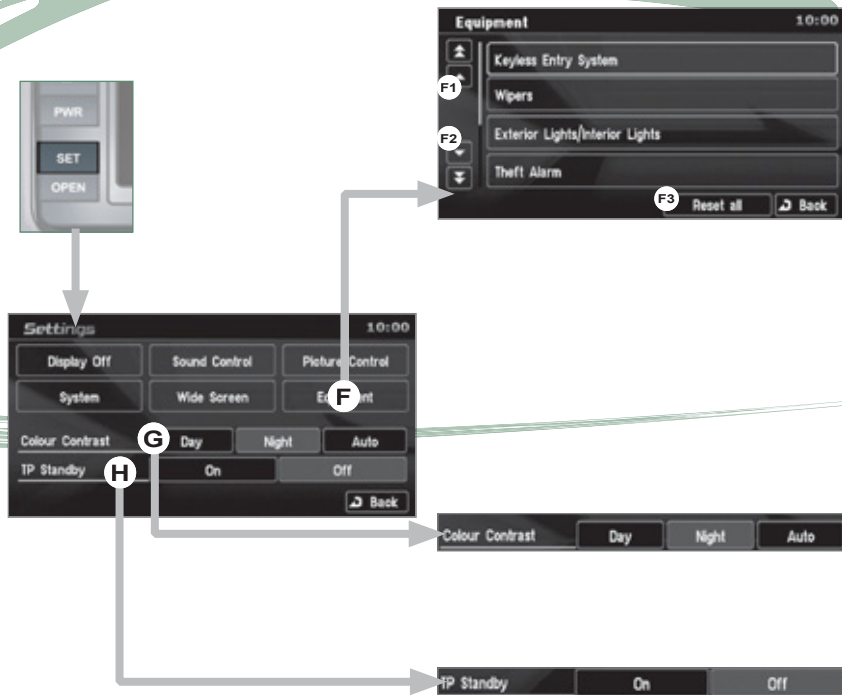 Equipment 10:00
Keyless Entry System
F1
Wipers
F2
Exterior Lights/Interior Lights
Theft Alarm
F3 Reset all Back
PWR
SET
OPEN
Settings 10:00
Display Off Sound Control Picture Control
System Wide Screen F
Colour Contrast G Day Night Auto
TP Standby H On Off
Back
Colour Contrast Day Night Auto
TP Standby On Off